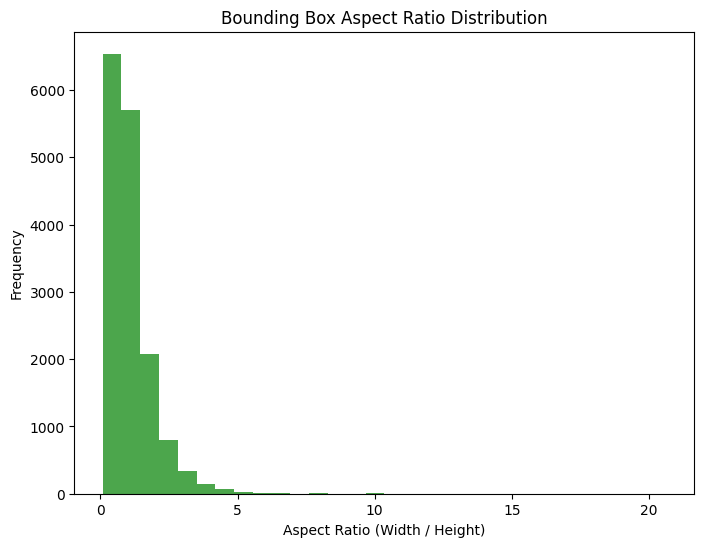 Bounding Box Aspect Ratio Distribution
6000
5000
4000
3000
2000
1000
0
Frequency
0 5 10 15 20
Aspect Ratio (Width / Height)